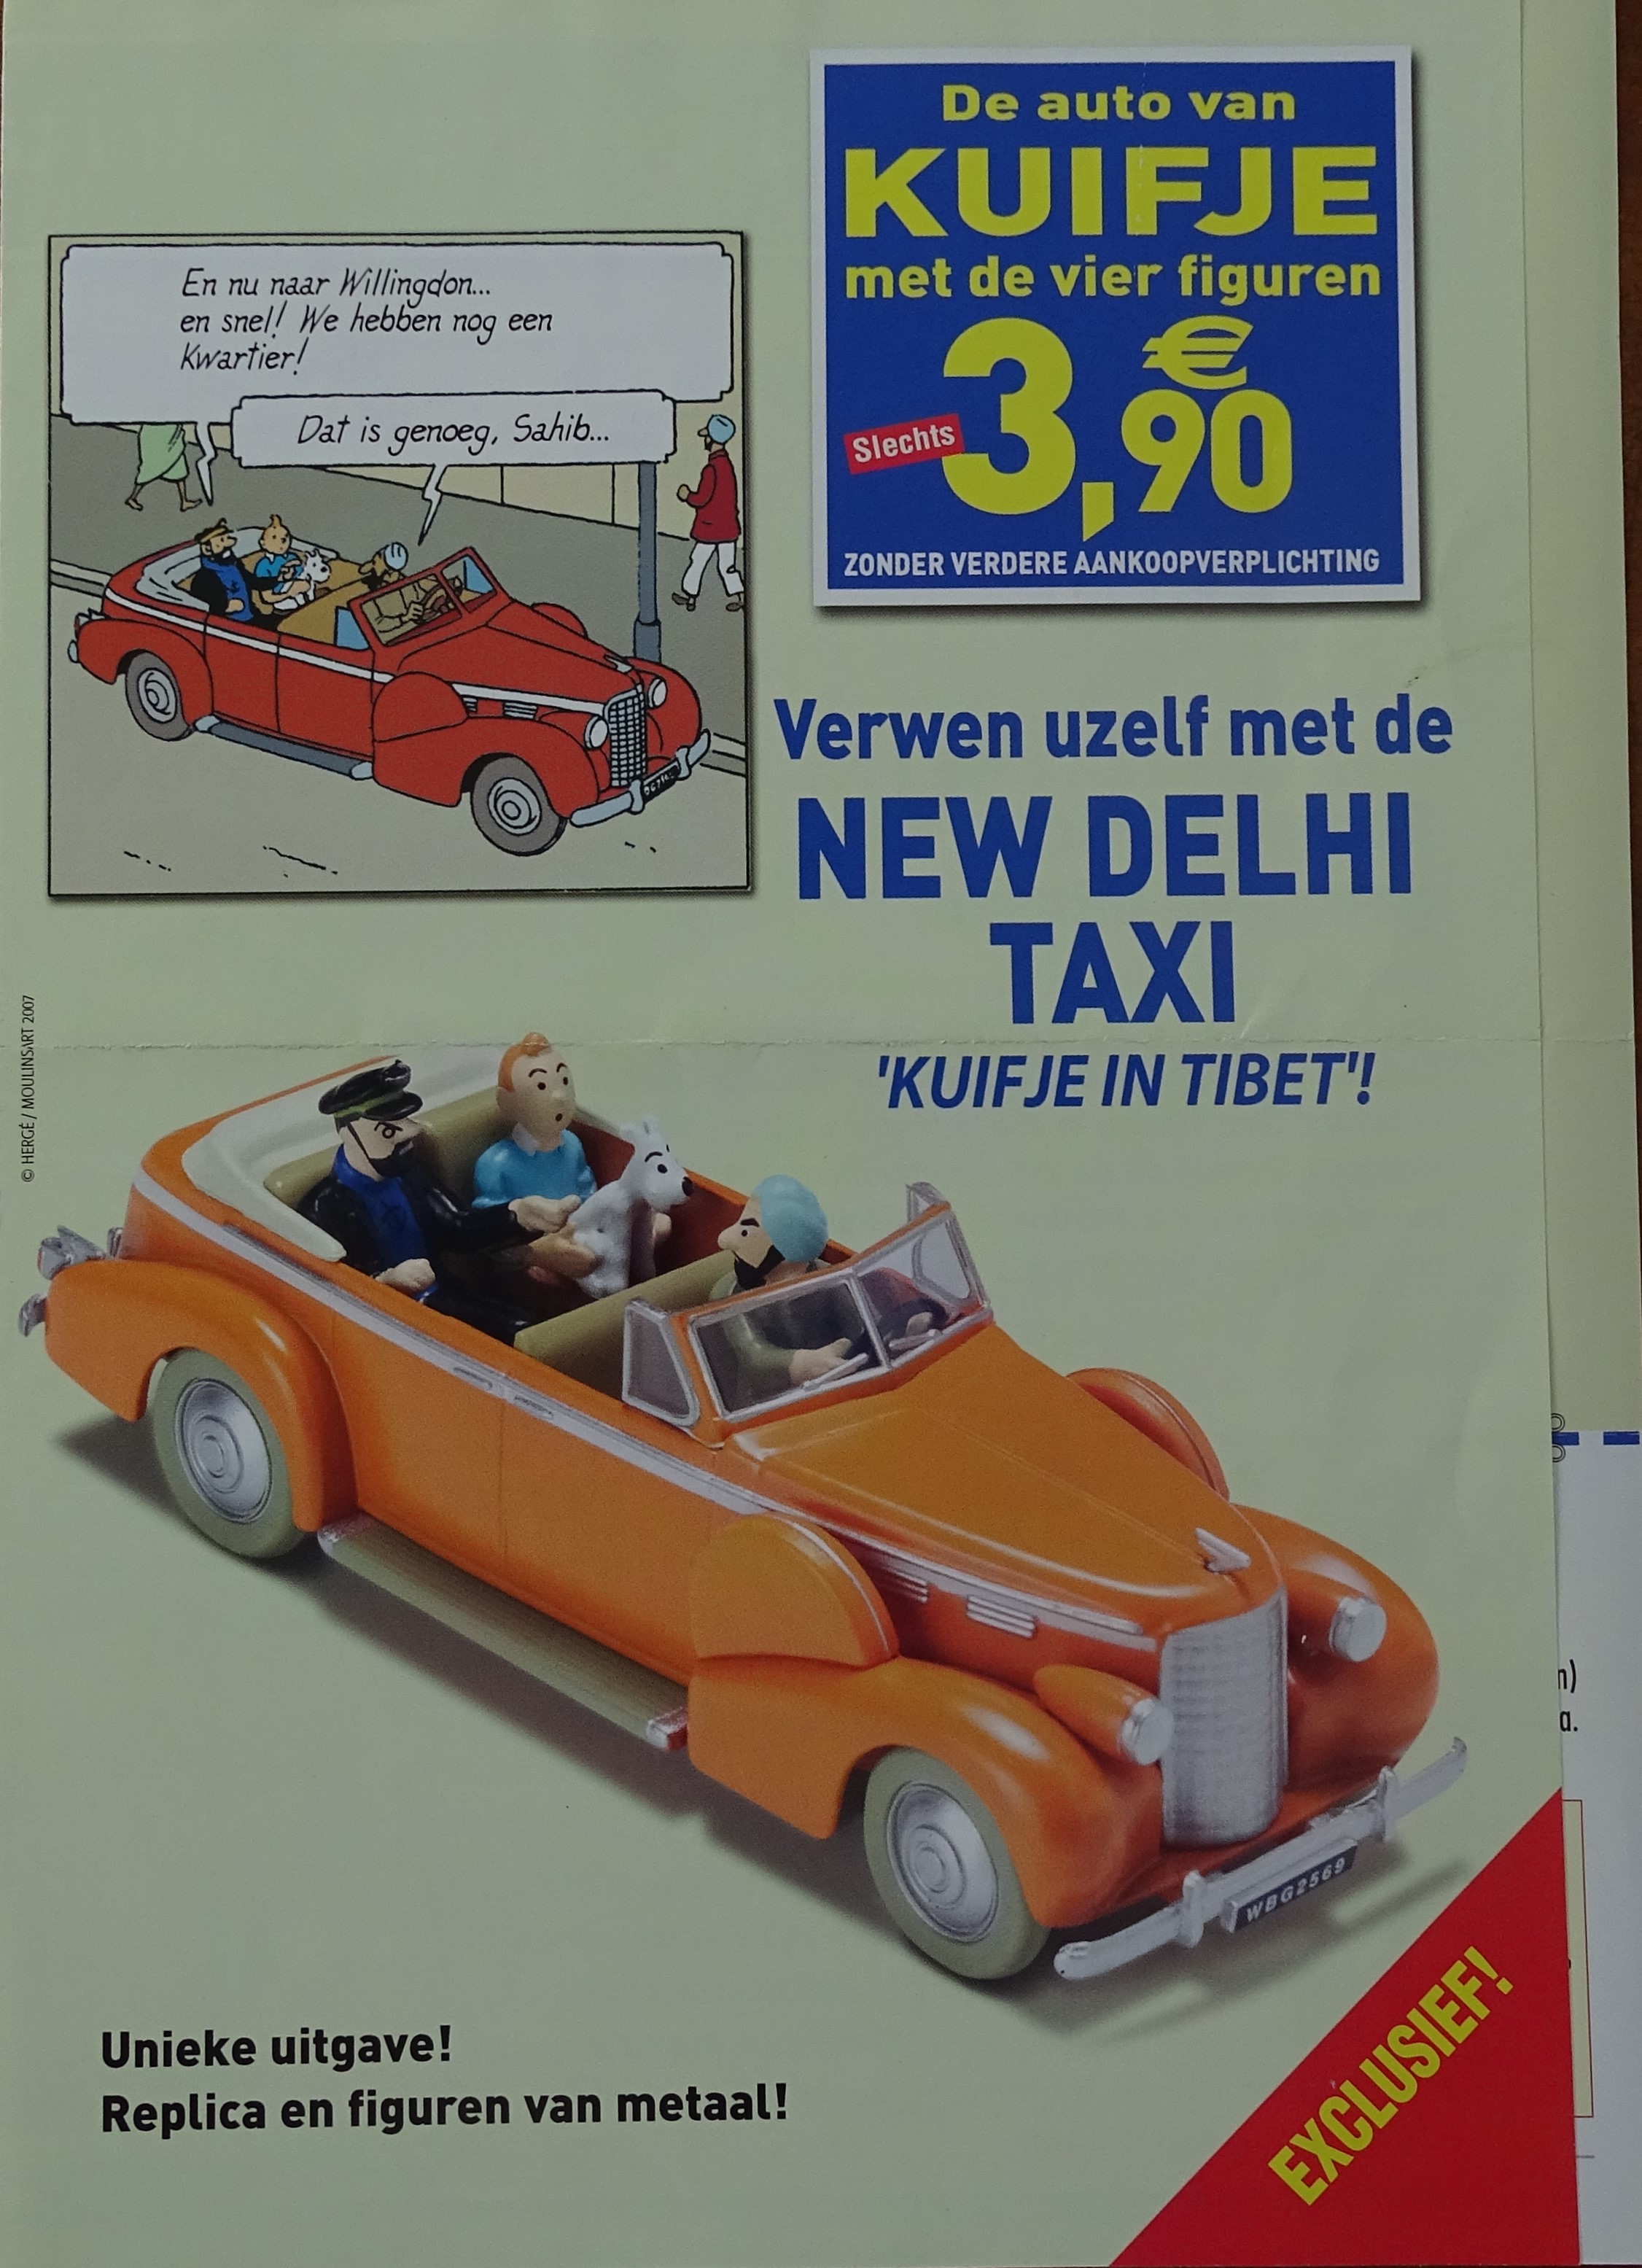 De auto van
KUIFJE
met de vier figuren
Slechts
3,90 €
ZONDER VERDERE AANKOOPVERPLICHTING
En nu naar Willingdon...
en snel! We hebben nog een
Kwartier!
Dat is genoeg, Sahib...
Verwen uzelf met de
NEW DELHI
TAXI
'KUIFJE IN TIBET'!
© HERGÉ / MOULINSART 2007
WBG2569
n)
a.
Unieke uitgave!
Replica en figuren van metaal!
EXCLUSIEF!